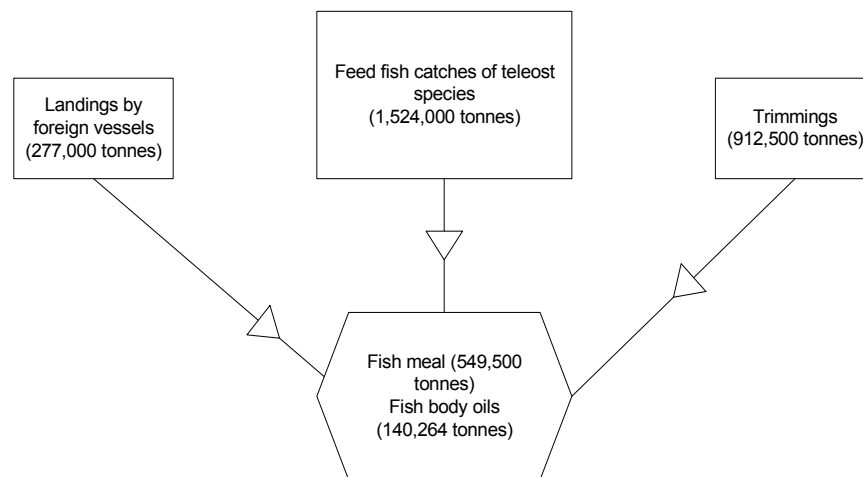 Landings by
foreign vessels
(277,000 tonnes)
Feed fish catches of teleost
species
(1,524,000 tonnes)
Trimmings
(912,500 tonnes)
Fish meal (549,500
tonnes)
Fish body oils
(140,264 tonnes)